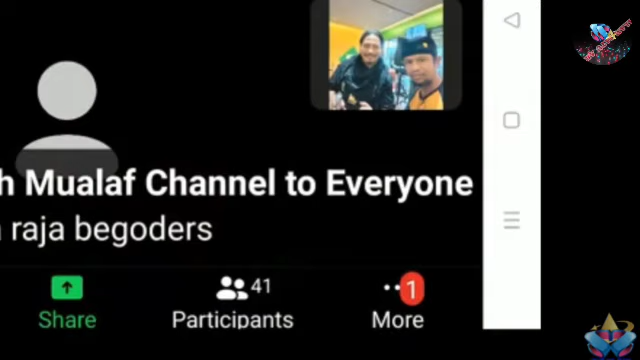 h Mualaf Channel to Everyone
raja begoders
41
1
Share
Participants
More